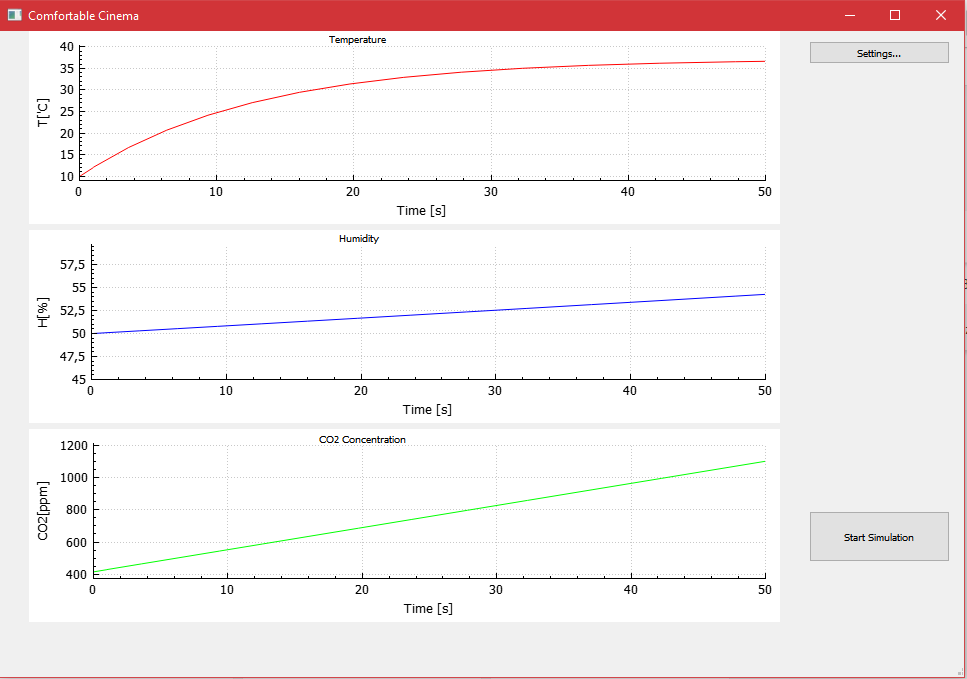 Comfortable Cinema
Settings...
Temperature
40
35
30
25
20
15
10
T['C]
0 10 20 30 40 50
Time [s]
Humidity
57,5
55
52,5
50
47,5
45
H[%]
0 10 20 30 40 50
Time [s]
CO2 Concentration
1200
1000
800
600
400
CO2[ppm]
0 10 20 30 40 50
Time [s]
Start Simulation